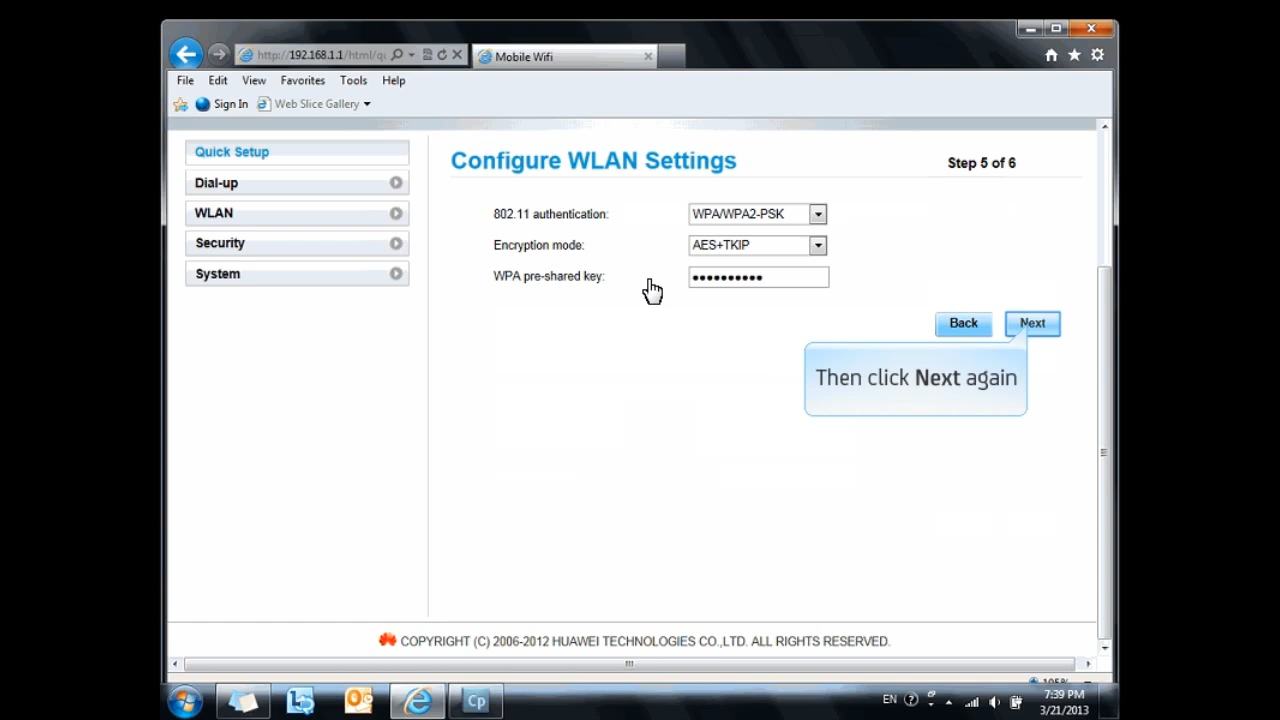 http://192.168.1.1/html/qu
Mobile Wifi
File Edit View Favorites Tools Help
Sign In Web Slice Gallery
Quick Setup
Dial-up
WLAN
Security
System
Configure WLAN Settings
Step 5 of 6
802.11 authentication: WPA/WPA2-PSK
Encryption mode: AES+TKIP
WPA pre-shared key: ••••••••••
Back Next
Then click Next again
COPYRIGHT (C) 2006-2012 HUAWEI TECHNOLOGIES CO.,LTD. ALL RIGHTS RESERVED.
105%
Cp
EN
7:39 PM
3/21/2013